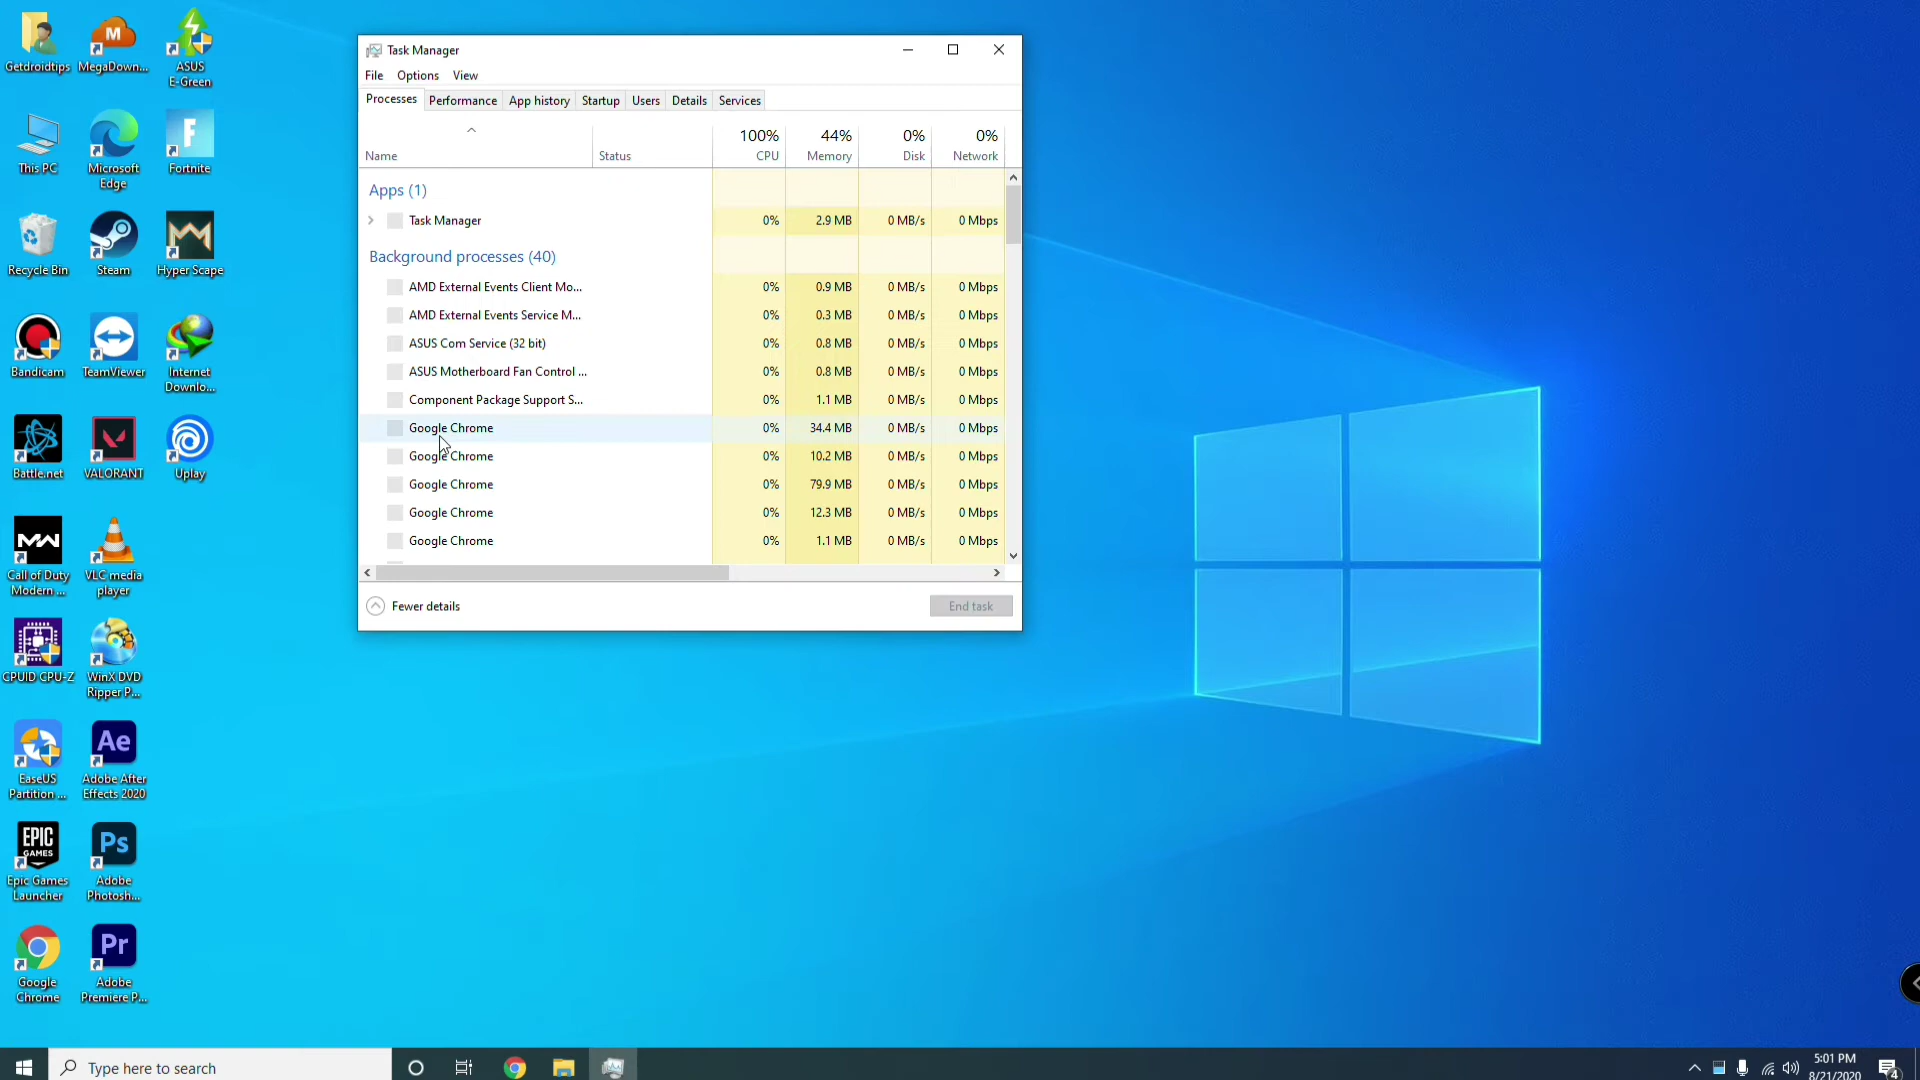 Getdroidtips
MegaDown...
ASUS
E-Green
This PC
Microsoft
Edge
Fortnite
Recycle Bin
Steam
Hyper Scape
Bandicam
TeamViewer
Internet
Downlo...
Battle.net
VALORANT
Uplay
Call of Duty
Modern ...
VLC media
player
CPUID CPU-Z
WinX DVD
Ripper P...
EaseUS
Partition ...
Adobe After
Effects 2020
EPIC
GAMES
Epic Games
Launcher
Adobe
Photosh...
Google
Chrome
Adobe
Premiere P...
M
F
MW
Ae
Ps
Pr
Task Manager
File Options View
Processes Performance App history Startup Users Details Services
100% 44% 0% 0%
Name Status CPU Memory Disk Network
Apps (1)
Task Manager 0% 2.9 MB 0 MB/s 0 Mbps
Background processes (40)
AMD External Events Client Mo... 0% 0.9 MB 0 MB/s 0 Mbps
AMD External Events Service M... 0% 0.3 MB 0 MB/s 0 Mbps
ASUS Com Service (32 bit) 0% 0.8 MB 0 MB/s 0 Mbps
ASUS Motherboard Fan Control ... 0% 0.8 MB 0 MB/s 0 Mbps
Component Package Support S... 0% 1.1 MB 0 MB/s 0 Mbps
Google Chrome 0% 34.4 MB 0 MB/s 0 Mbps
Google Chrome 0% 10.2 MB 0 MB/s 0 Mbps
Google Chrome 0% 79.9 MB 0 MB/s 0 Mbps
Google Chrome 0% 12.3 MB 0 MB/s 0 Mbps
Google Chrome 0% 1.1 MB 0 MB/s 0 Mbps
Fewer details End task
Type here to search
5:01 PM
8/21/2020
4